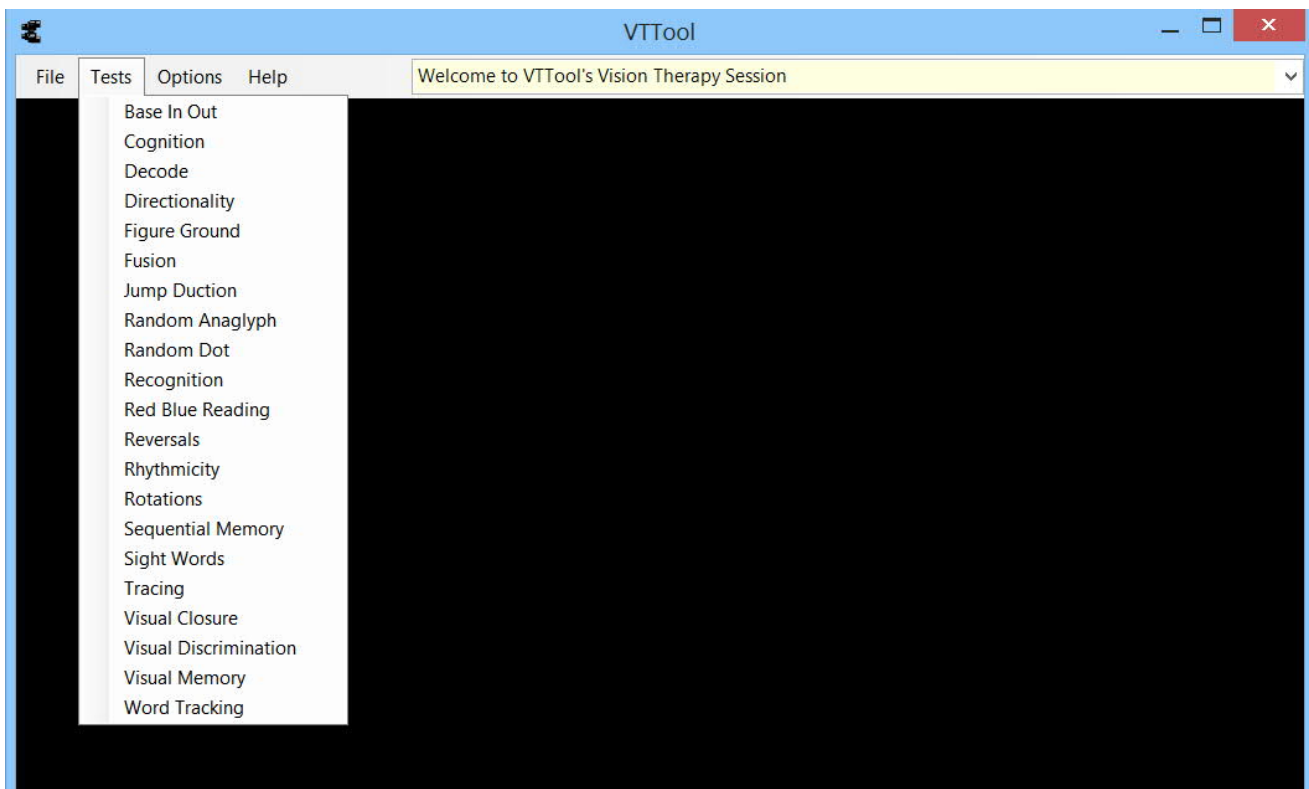 VTTool
File Tests Options Help Welcome to VTTool's Vision Therapy Session
Base In Out
Cognition
Decode
Directionality
Figure Ground
Fusion
Jump Duction
Random Anaglyph
Random Dot
Recognition
Red Blue Reading
Reversals
Rhythmicity
Rotations
Sequential Memory
Sight Words
Tracing
Visual Closure
Visual Discrimination
Visual Memory
Word Tracking